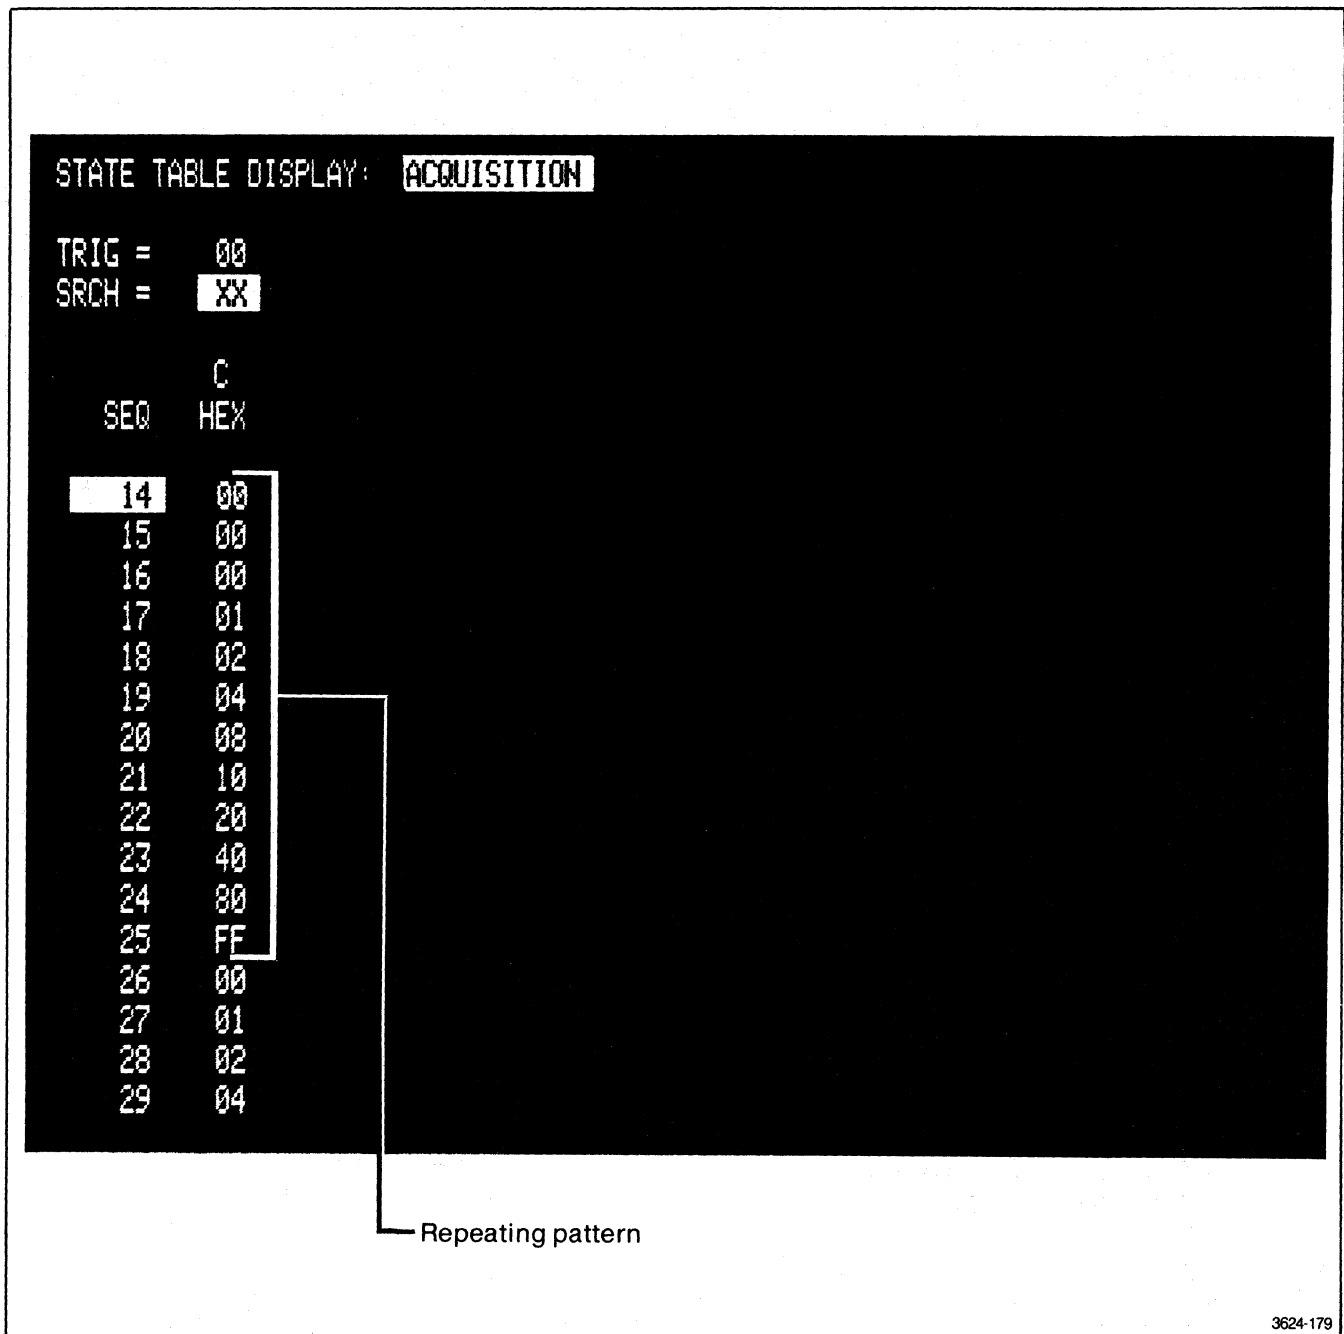 STATE TABLE DISPLAY: ACQUISITION
TRIG = 00
SRCH = XX
C
SEQ HEX
14 00
15 00
16 00
17 01
18 02
19 04
20 08
21 10
22 20
23 40
24 80
25 FF
26 00
27 01
28 02
29 04
Repeating pattern
3624-179